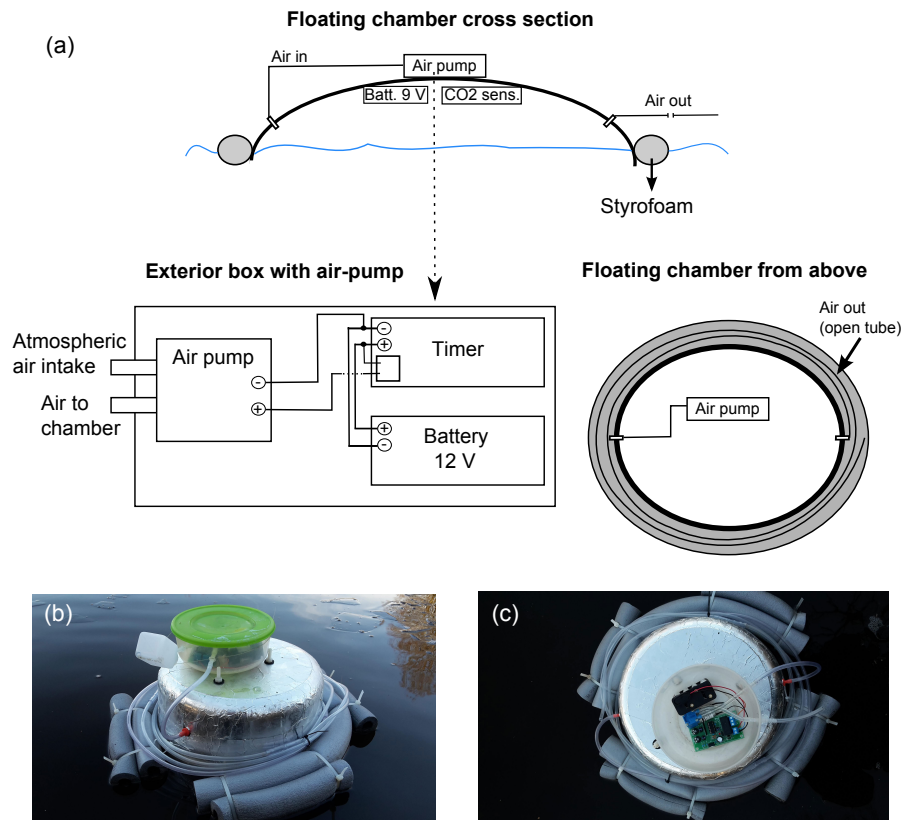 Floating chamber cross section
(a)
Air in
Air pump
Batt. 9 V
CO2 sens.
Air out
Styrofoam
Exterior box with air-pump
Atmospheric
air intake
Air to
chamber
Air pump
-
+
-
+
Timer
+
-
Battery
12 V
Floating chamber from above
Air out
(open tube)
Air pump
(b)
(c)